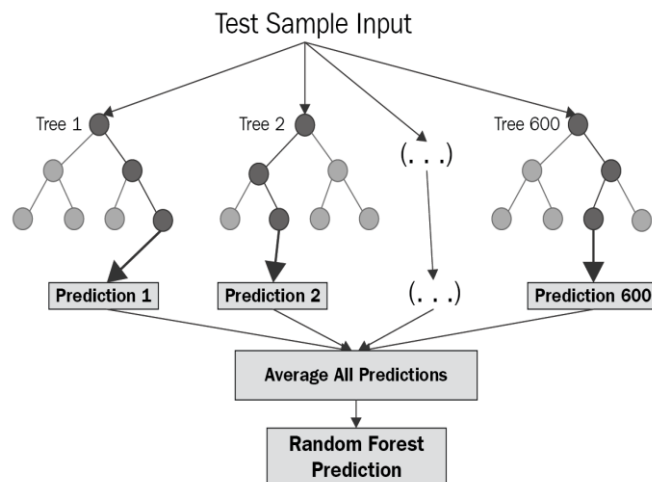 Test Sample Input
Tree 1
Tree 2
(. . .)
Tree 600
Prediction 1
Prediction 2
(. . .)
Prediction 600
Average All Predictions
Random Forest
Prediction